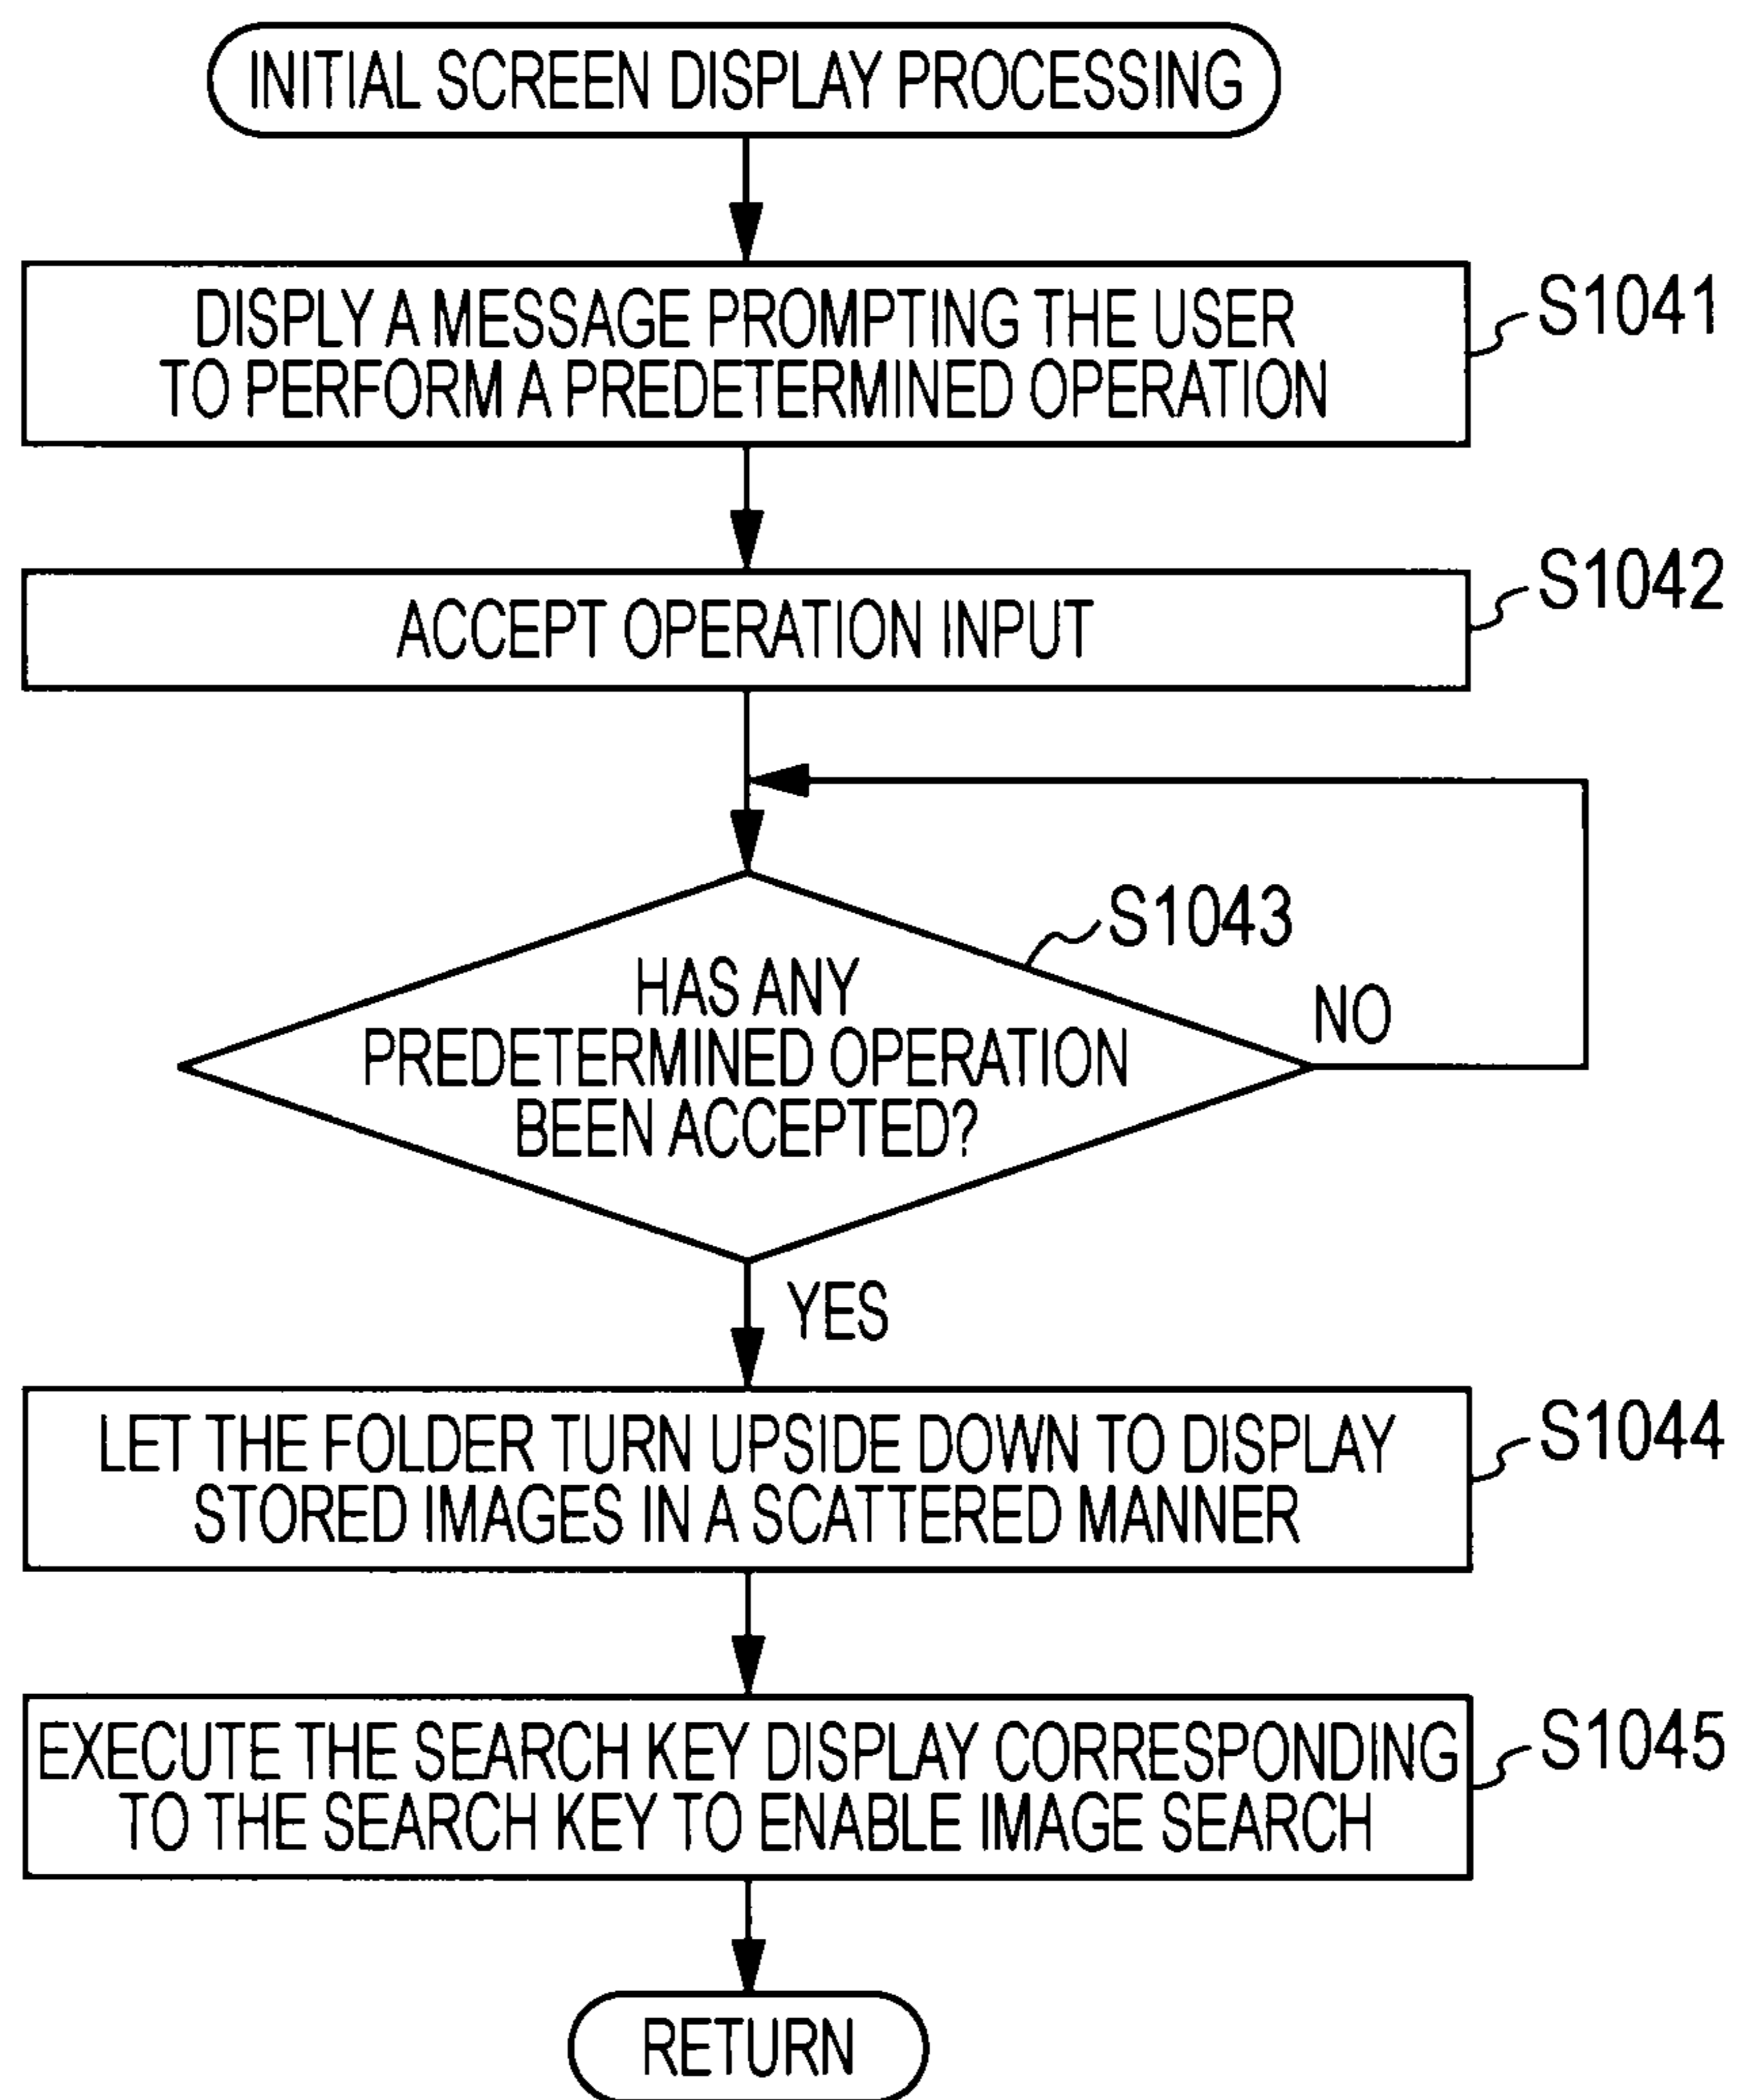 INITIAL SCREEN DISPLAY PROCESSING
DISPLY A MESSAGE PROMPTING THE USER
TO PERFORM A PREDETERMINED OPERATION
S1041
ACCEPT OPERATION INPUT
S1042
S1043
HAS ANY
PREDETERMINED OPERATION
BEEN ACCEPTED?
NO
YES
LET THE FOLDER TURN UPSIDE DOWN TO DISPLAY
STORED IMAGES IN A SCATTERED MANNER
S1044
EXECUTE THE SEARCH KEY DISPLAY CORRESPONDING
TO THE SEARCH KEY TO ENABLE IMAGE SEARCH
S1045
RETURN